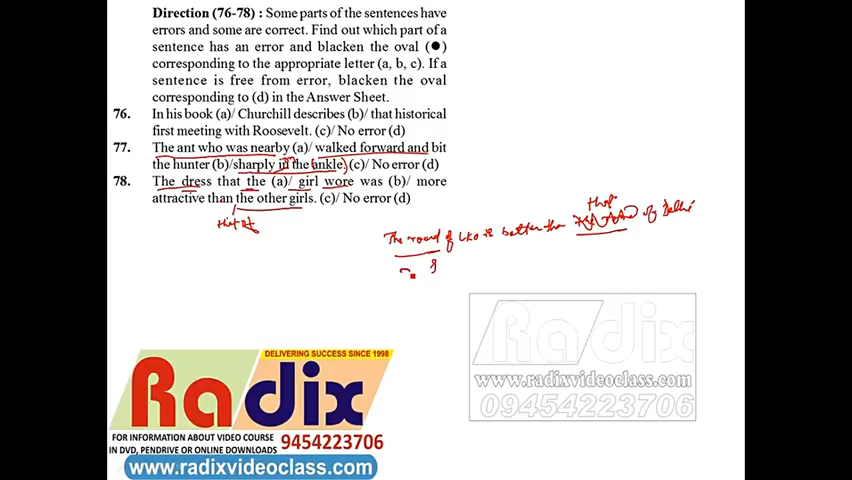 Direction (76-78) : Some parts of the sentences have
errors and some are correct. Find out which part of a
sentence has an error and blacken the oval (●)
corresponding to the appropriate letter (a, b, c). If a
sentence is free from error, blacken the oval
corresponding to (d) in the Answer Sheet.
76. In his book (a)/ Churchill describes (b)/ that historical
first meeting with Roosevelt. (c)/ No error (d)
77. The ant who was nearby (a)/ walked forward and bit
the hunter (b)/sharply in the ankle. (c)/ No error (d)
78. The dress that the (a)/ girl wore was (b)/ more
attractive than the other girls. (c)/ No error (d)
that of
that
The road of LKO is better than of Delhi
Radix
www.radixvideoclass.com
09454223706
DELIVERING SUCCESS SINCE 1998
Radix
FOR INFORMATION ABOUT VIDEO COURSE
IN DVD, PENDRIVE OR ONLINE DOWNLOADS 9454223706
www.radixvideoclass.com